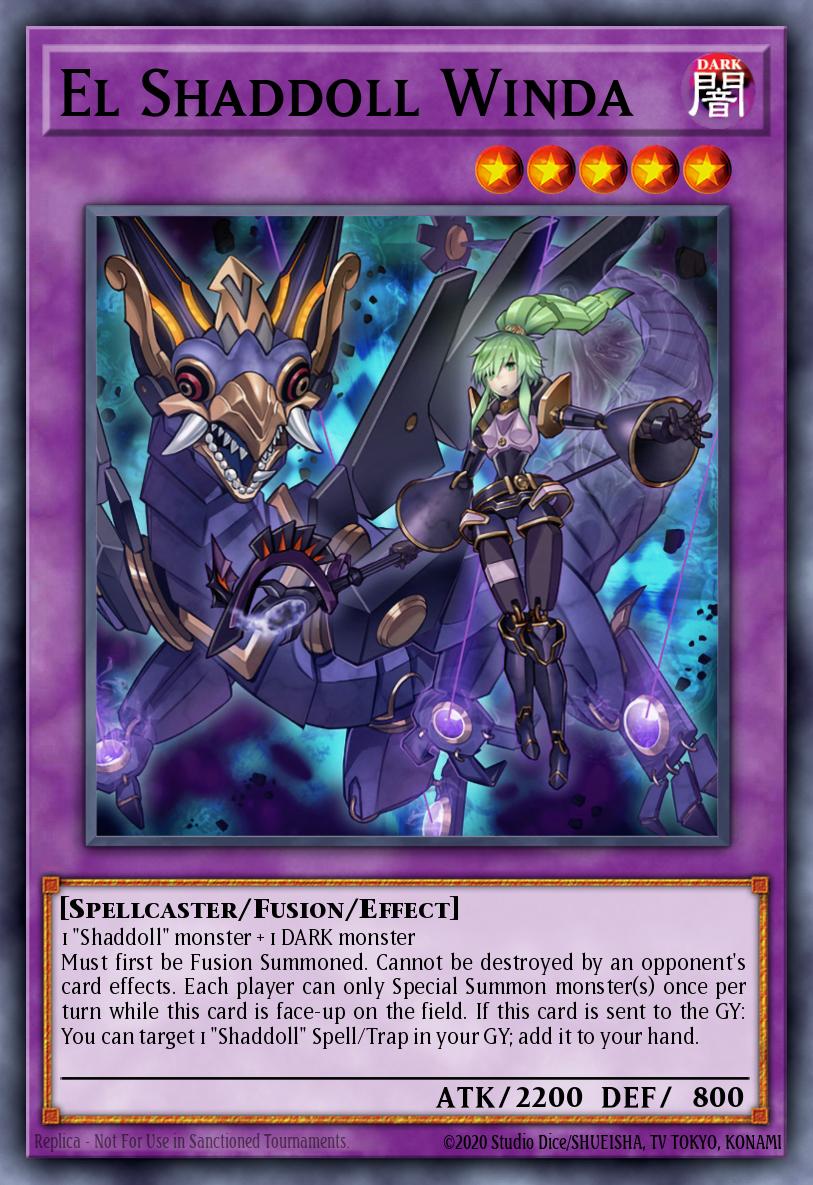 El Shaddoll Winda
DARK
闇
[Spellcaster/Fusion/Effect]
1 "Shaddoll" monster + 1 DARK monster
Must first be Fusion Summoned. Cannot be destroyed by an opponent's
card effects. Each player can only Special Summon monster(s) once per
turn while this card is face-up on the field. If this card is sent to the GY:
You can target 1 "Shaddoll" Spell/Trap in your GY; add it to your hand.
ATK/2200 DEF/ 800
Replica - Not For Use in Sanctioned Tournaments.
©2020 Studio Dice/SHUEISHA, TV TOKYO, KONAMI